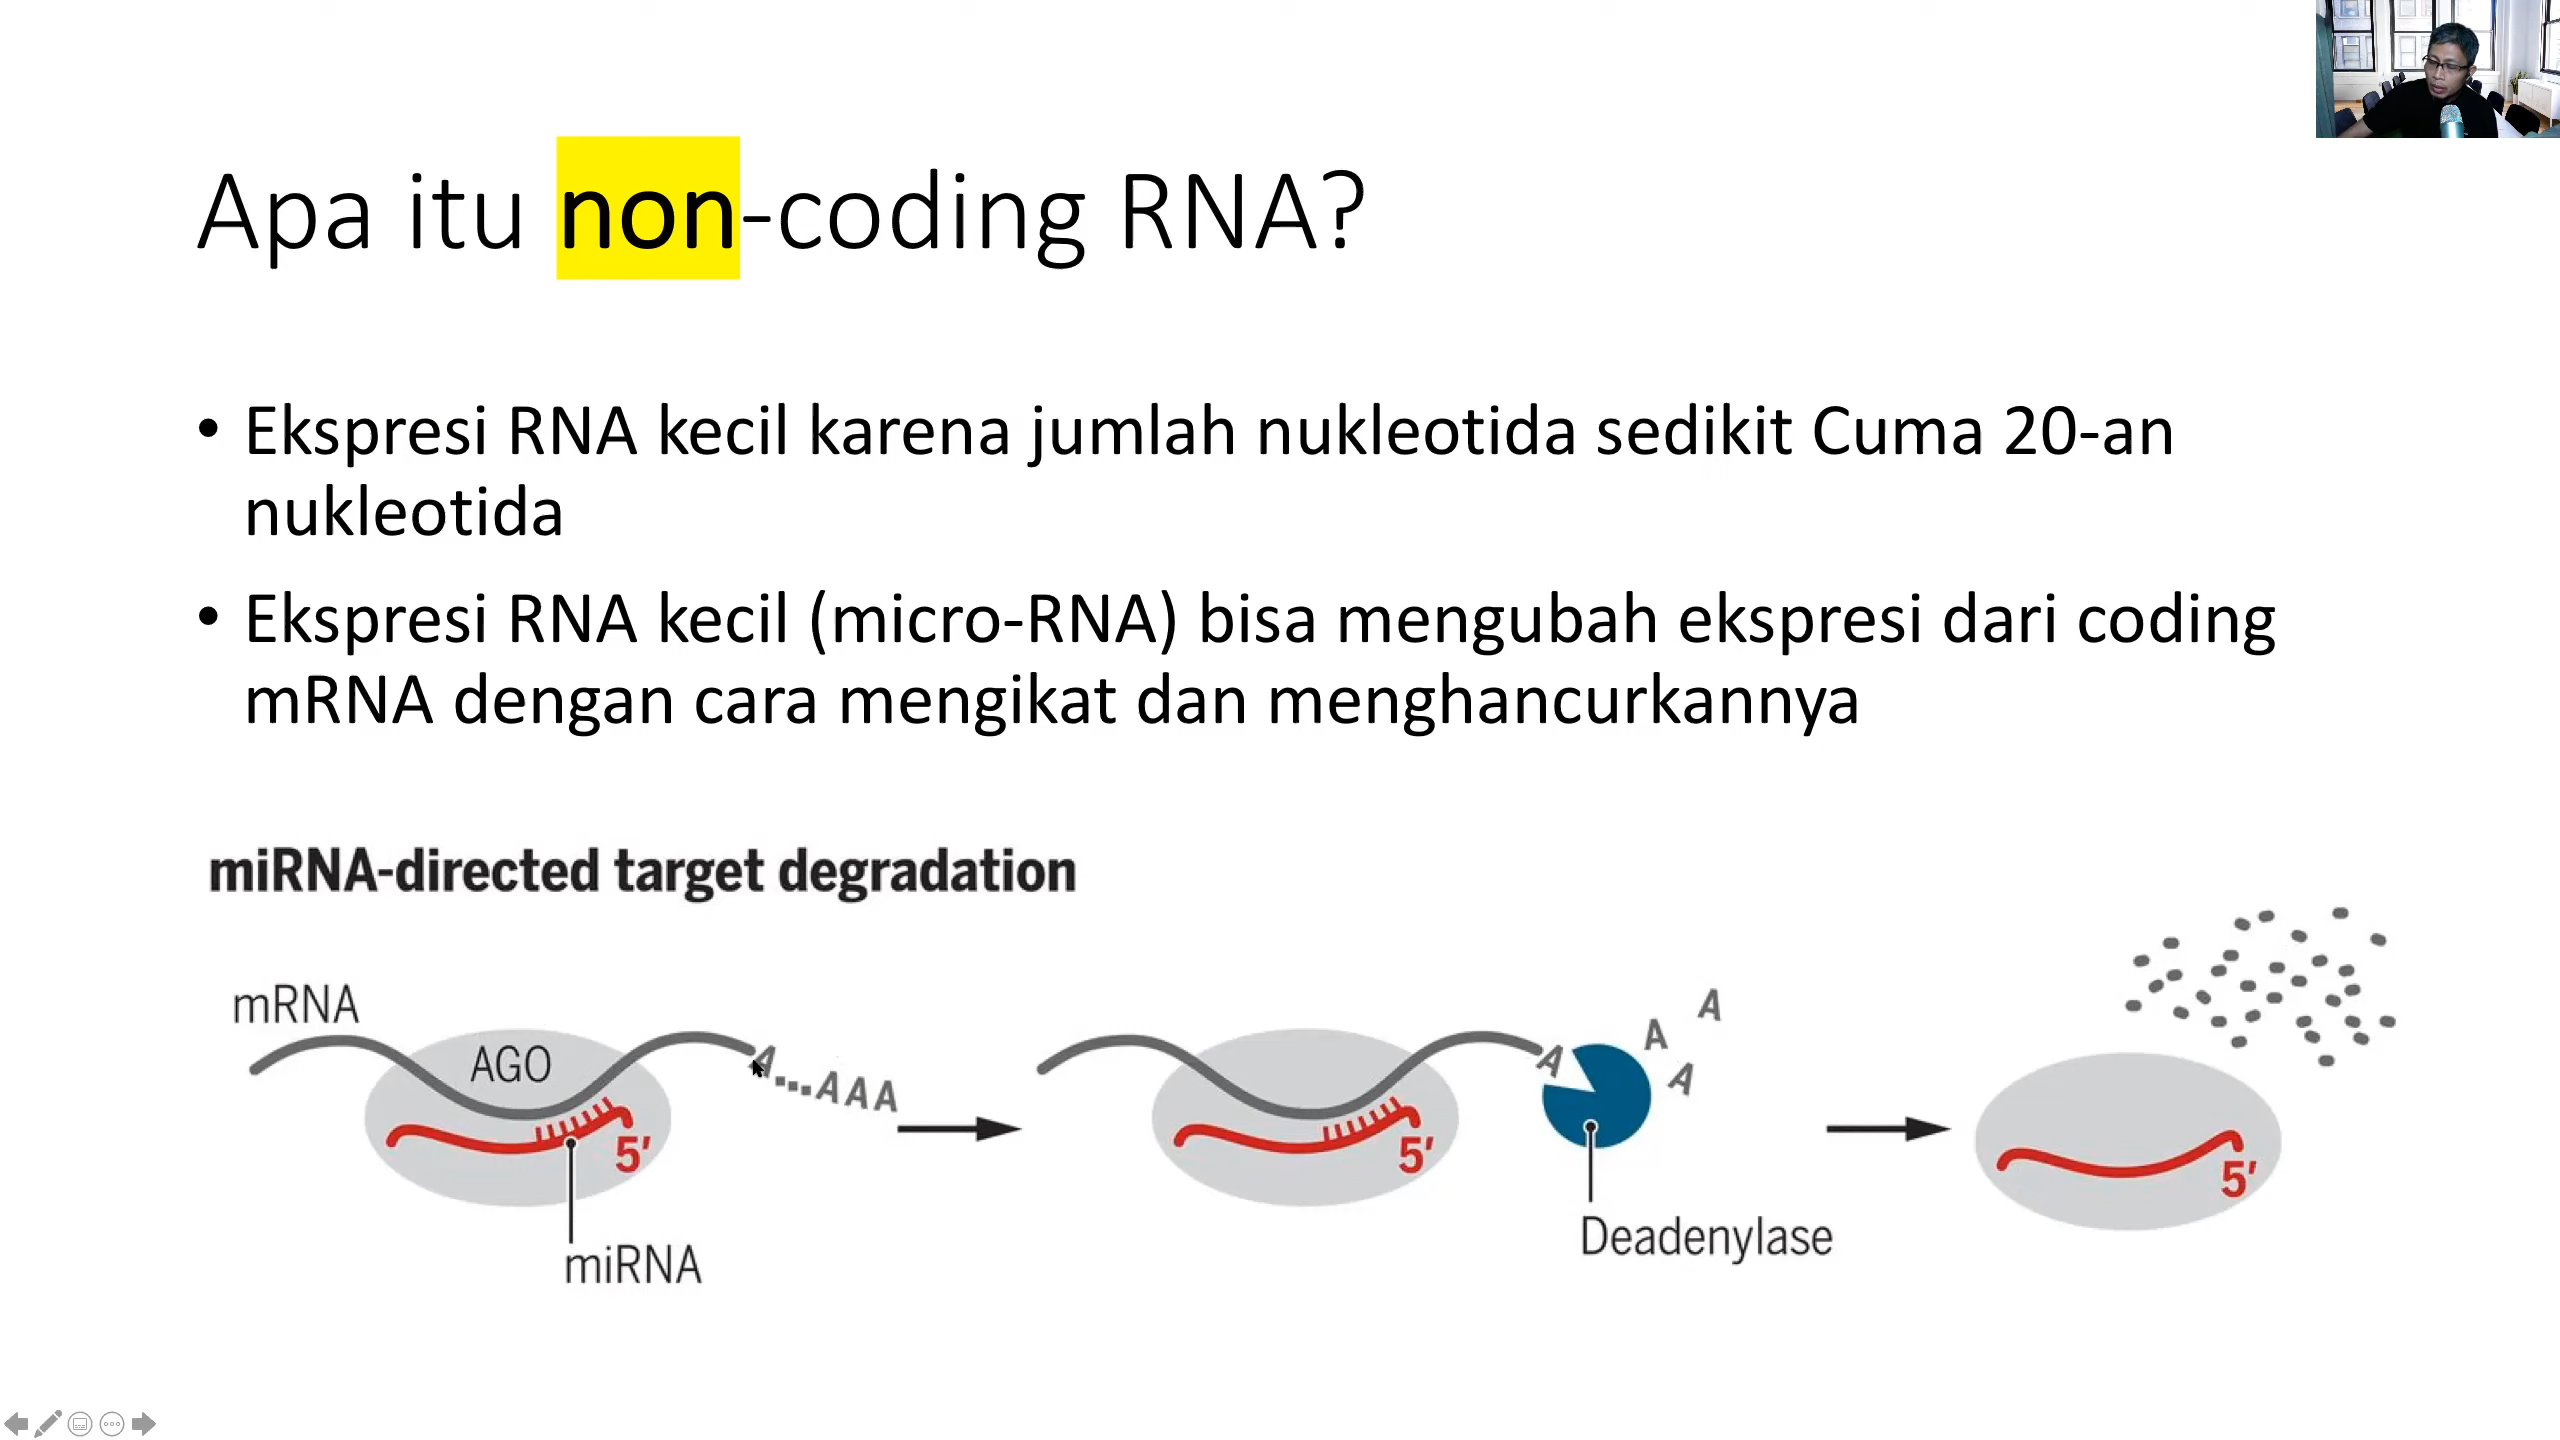 Apa itu non-coding RNA?
• Ekspresi RNA kecil karena jumlah nukleotida sedikit Cuma 20-an
nukleotida
• Ekspresi RNA kecil (micro-RNA) bisa mengubah ekspresi dari coding
mRNA dengan cara mengikat dan menghancurkannya
miRNA-directed target degradation
mRNA
AGO
A...AAA
5'
miRNA
A
A
A
A
5'
Deadenylase
5'